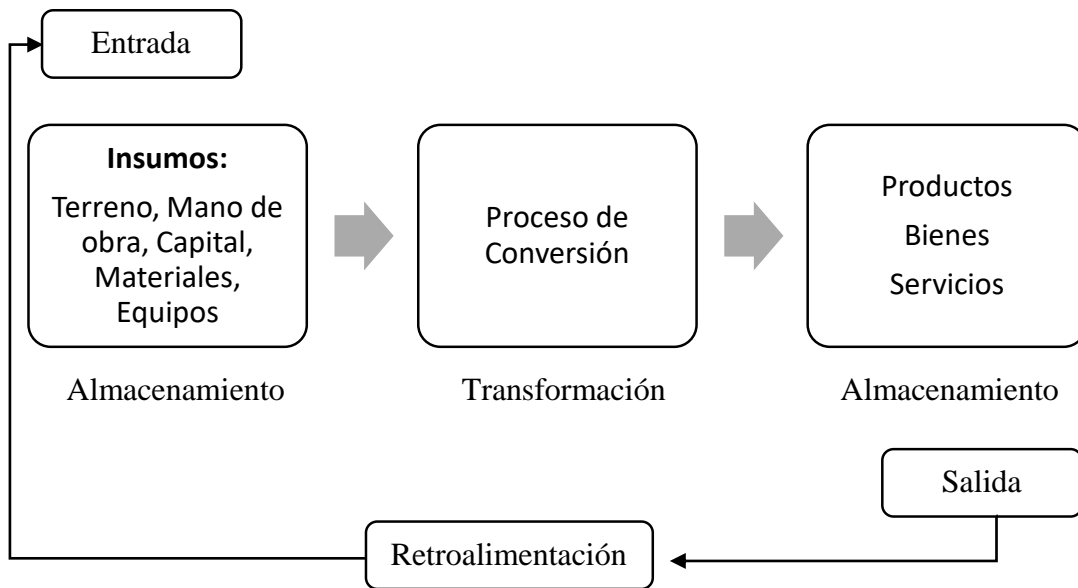 Entrada
Insumos:
Terreno, Mano de
obra, Capital,
Materiales,
Equipos
Proceso de
Conversión
Productos
Bienes
Servicios
Almacenamiento
Transformación
Almacenamiento
Salida
Retroalimentación